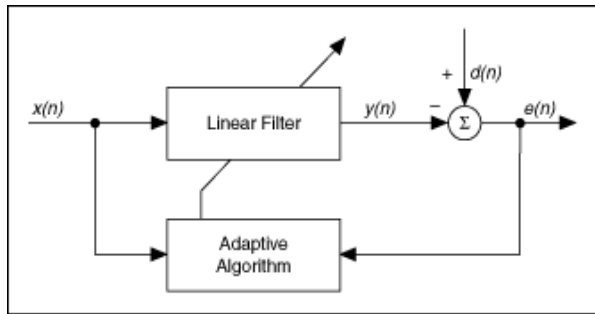 + d(n)
x(n)
Linear Filter
y(n)
−
Σ
e(n)
Adaptive
Algorithm